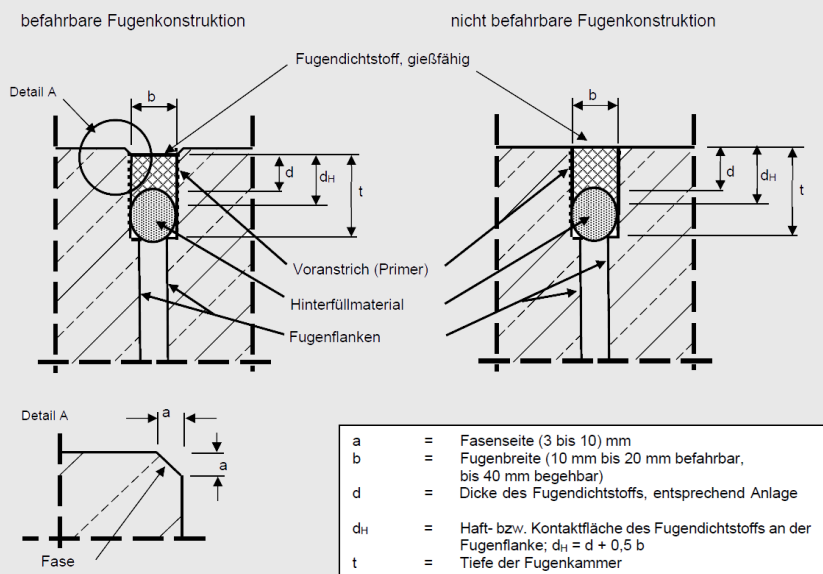 befahrbare Fugenkonstruktion
nicht befahrbare Fugenkonstruktion
Fugendichtstoff, gießfähig
Detail A
b
b
d
dH
t
d
dH
t
Voranstrich (Primer)
Hinterfüllmaterial
Fugenflanken
Detail A
a
a
Fase
a = Fasenseite (3 bis 10) mm
b = Fugenbreite (10 mm bis 20 mm befahrbar,
bis 40 mm begehbar)
d = Dicke des Fugendichtstoffs, entsprechend Anlage
dH = Haft- bzw. Kontaktfläche des Fugendichtstoffs an der
Fugenflanke; dH = d + 0,5 b
t = Tiefe der Fugenkammer